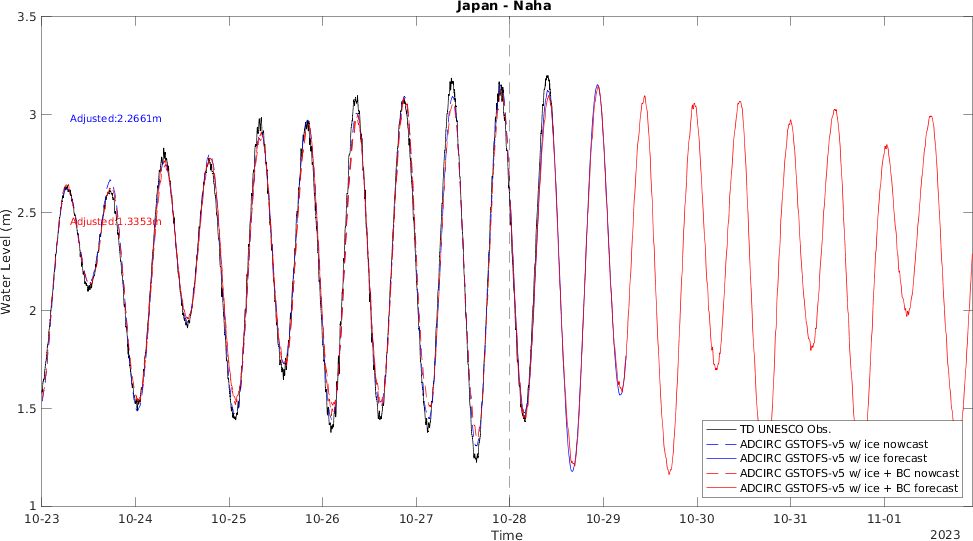 Japan - Naha
3.5
3
2.5
2
1.5
1
Water Level (m)
Adjusted:2.2661m
Adjusted:1.3353m
TD UNESCO Obs.
ADCIRC GSTOFS-v5 w/ ice nowcast
ADCIRC GSTOFS-v5 w/ ice forecast
ADCIRC GSTOFS-v5 w/ ice + BC nowcast
ADCIRC GSTOFS-v5 w/ ice + BC forecast
10-23 10-24 10-25 10-26 10-27 10-28 10-29 10-30 10-31 11-01
Time
2023